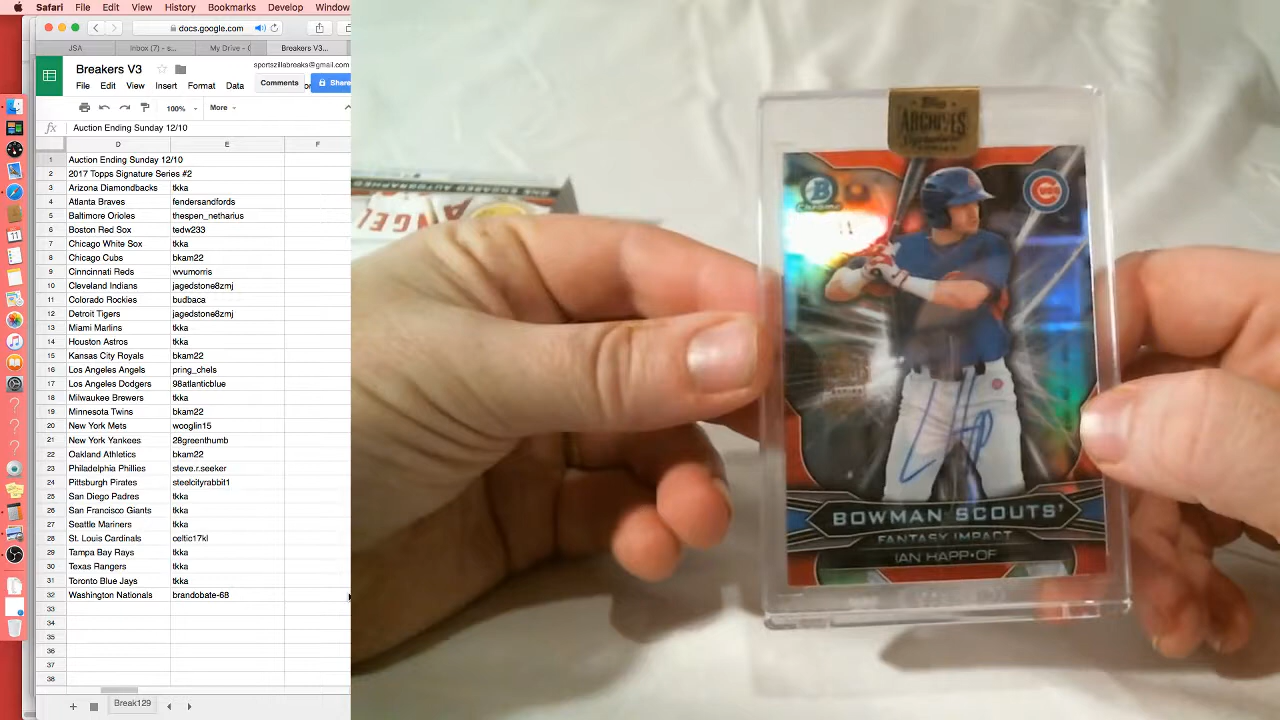 Safari File Edit View History Bookmarks Develop Window
docs.google.com
JSA Inbox (7) - s... My Drive - ( Breakers V3...
Breakers V3
sportszillabreaks@gmail.com
File Edit View Insert Format Data
Comments Share
100% More
fx Auction Ending Sunday 12/10
D E F
1 Auction Ending Sunday 12/10
2 2017 Topps Signature Series #2
3 Arizona Diamondbacks tkka
4 Atlanta Braves fendersandfords
5 Baltimore Orioles thespen_netharius
6 Boston Red Sox tedw233
7 Chicago White Sox tkka
8 Chicago Cubs bkam22
9 Cinncinati Reds wvumorris
10 Cleveland Indians jagedstone8zmj
11 Colorado Rockies budbaca
12 Detroit Tigers jagedstone8zmj
13 Miami Marlins tkka
14 Houston Astros tkka
15 Kansas City Royals bkam22
16 Los Angeles Angels pring_chels
17 Los Angeles Dodgers 98atlanticblue
18 Milwaukee Brewers tkka
19 Minnesota Twins bkam22
20 New York Mets wooglin15
21 New York Yankees 28greenthumb
22 Oakland Athletics bkam22
23 Philadelphia Phillies steve.r.seeker
24 Pittsburgh Pirates steelcityrabbit1
25 San Diego Padres tkka
26 San Francisco Giants tkka
27 Seattle Mariners tkka
28 St. Louis Cardinals celtic17kl
29 Tampa Bay Rays tkka
30 Texas Rangers tkka
31 Toronto Blue Jays tkka
32 Washington Nationals brandobate-68
33
34
35
36
37
38
Break129
ONE ENCASED AUTOGRAPHED
ANGEL
Topps
ARCHIVES
Signature
SERIES
B
Chrome
CUBS
BOWMAN SCOUTS'
FANTASY IMPACT
IAN HAPP•OF